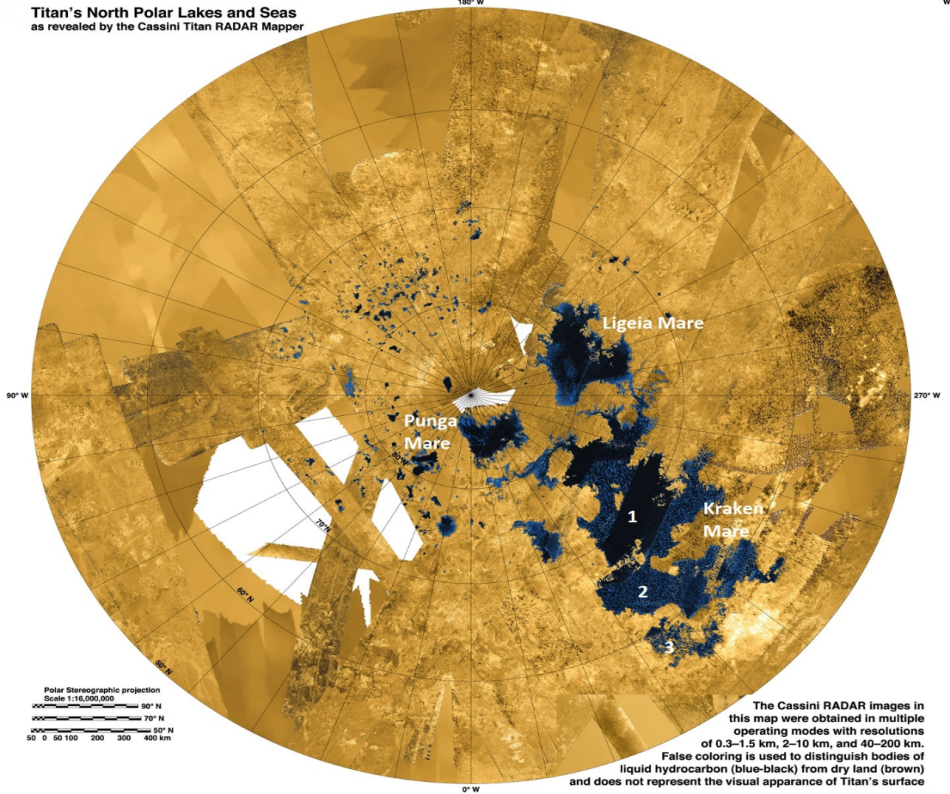 Titan's North Polar Lakes and Seas
as revealed by the Cassini Titan RADAR Mapper
180° W
W
Ligeia Mare
90° W
270° W
Punga
Mare
80° N
Kraken
Mare
1
70°N
2
60° N
3
50° N
Polar Stereographic projection
Scale 1:16,000,000
90° N
70° N
50° N
50 0 50 100 200 300 400 km
The Cassini RADAR images in
this map were obtained in multiple
operating modes with resolutions
of 0.3–1.5 km, 2–10 km, and 40–200 km.
False coloring is used to distinguish bodies of
liquid hydrocarbon (blue-black) from dry land (brown)
and does not represent the visual apparance of Titan's surface
0° W